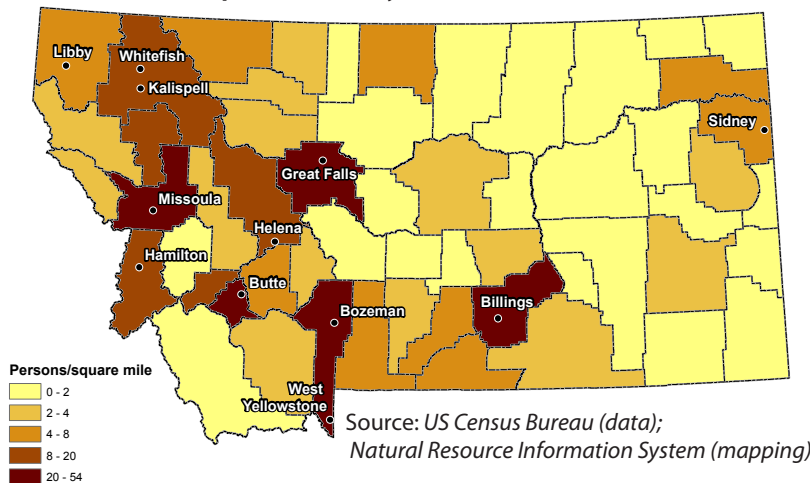 Libby
Whitefish
Kalispell
Sidney
Great Falls
Missoula
Helena
Hamilton
Butte
Bozeman
Billings
West
Yellowstone
Persons/square mile
0 - 2
2 - 4
4 - 8
8 - 20
20 - 54
Source: US Census Bureau (data);
Natural Resource Information System (mapping)